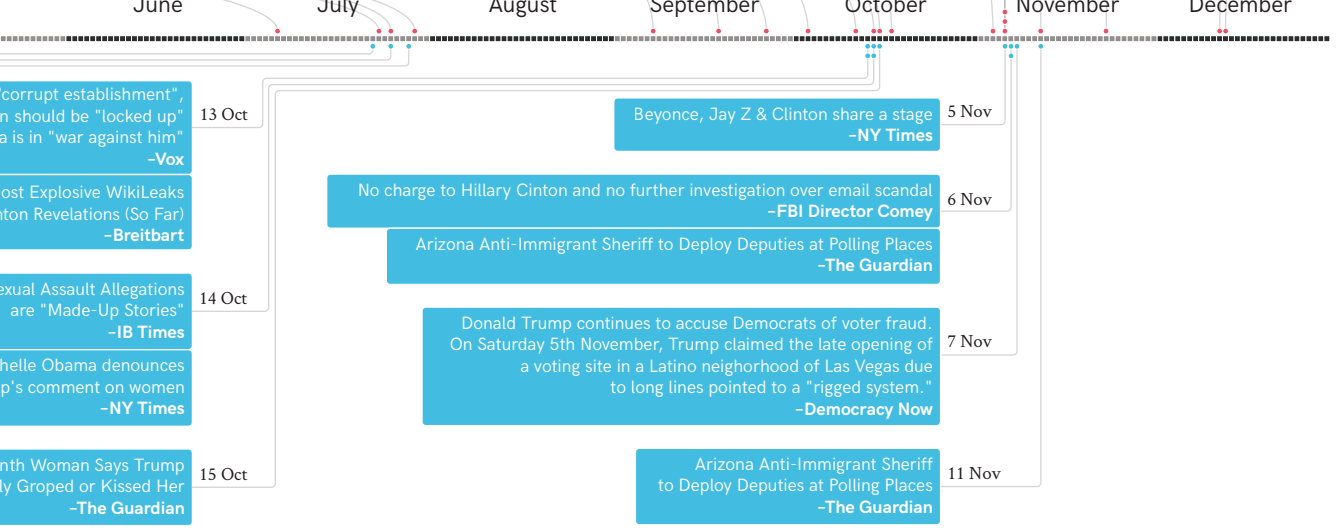 June July August September October November December
"corrupt establishment",
should be "locked up"
is in "war against him"
–Vox
13 Oct
Explosive WikiLeaks
Revelations (So Far)
–Breitbart
Assault Allegations
are "Made-Up Stories"
–IB Times
14 Oct
Obama denounces
comment on women
–NY Times
Woman Says Trump
Groped or Kissed Her
–The Guardian
15 Oct
Beyonce, Jay Z & Clinton share a stage
–NY Times
5 Nov
No charge to Hillary Cinton and no further investigation over email scandal
–FBI Director Comey
6 Nov
Arizona Anti-Immigrant Sheriff to Deploy Deputies at Polling Places
–The Guardian
Donald Trump continues to accuse Democrats of voter fraud.
On Saturday 5th November, Trump claimed the late opening of
a voting site in a Latino neigborhood of Las Vegas due
to long lines pointed to a "rigged system."
–Democracy Now
7 Nov
Arizona Anti-Immigrant Sheriff
to Deploy Deputies at Polling Places
–The Guardian
11 Nov